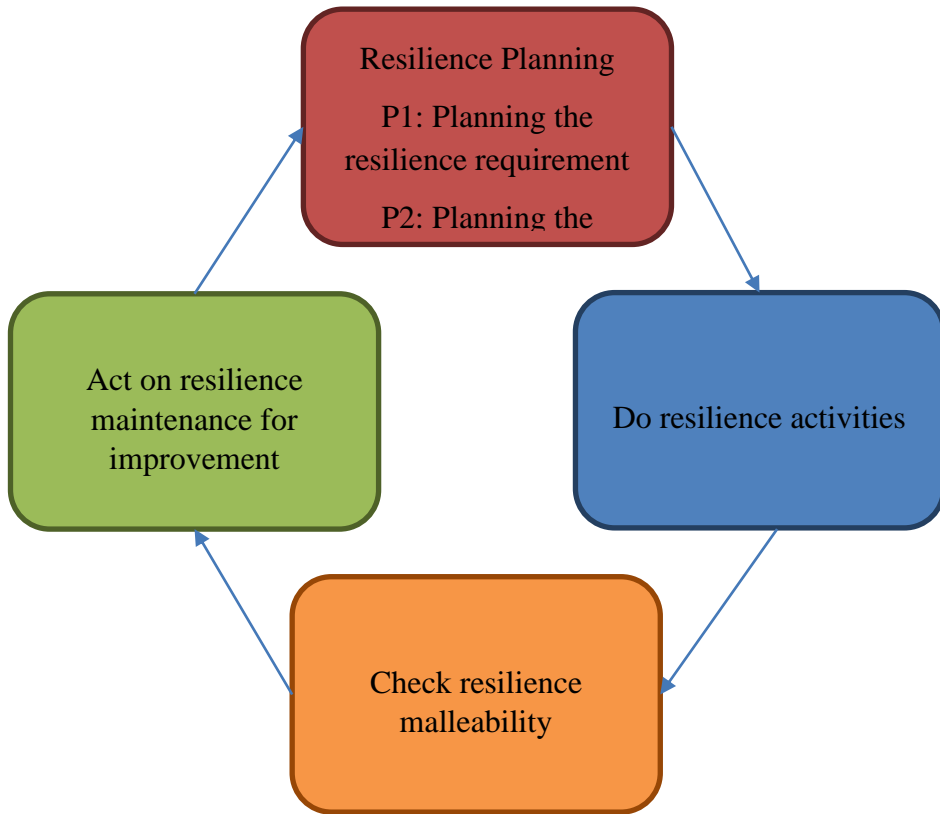 Resilience Planning
P1: Planning the
resilience requirement
P2: Planning the
Act on resilience
maintenance for
improvement
Do resilience activities
Check resilience
malleability